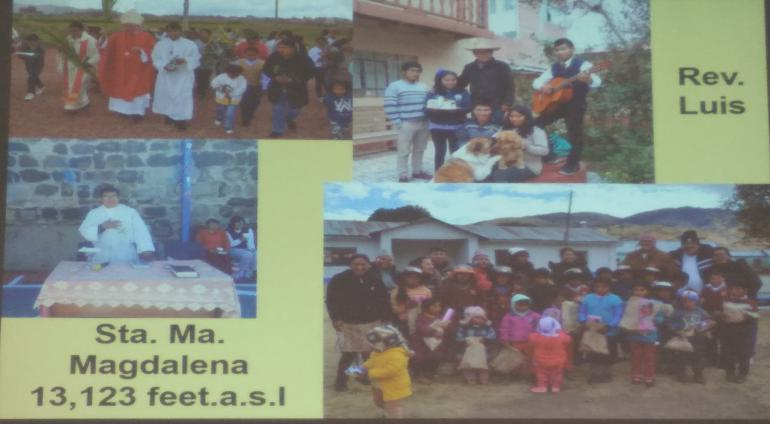 Rev.
Luis
Sta. Ma.
Magdalena
13,123 feet.a.s.l